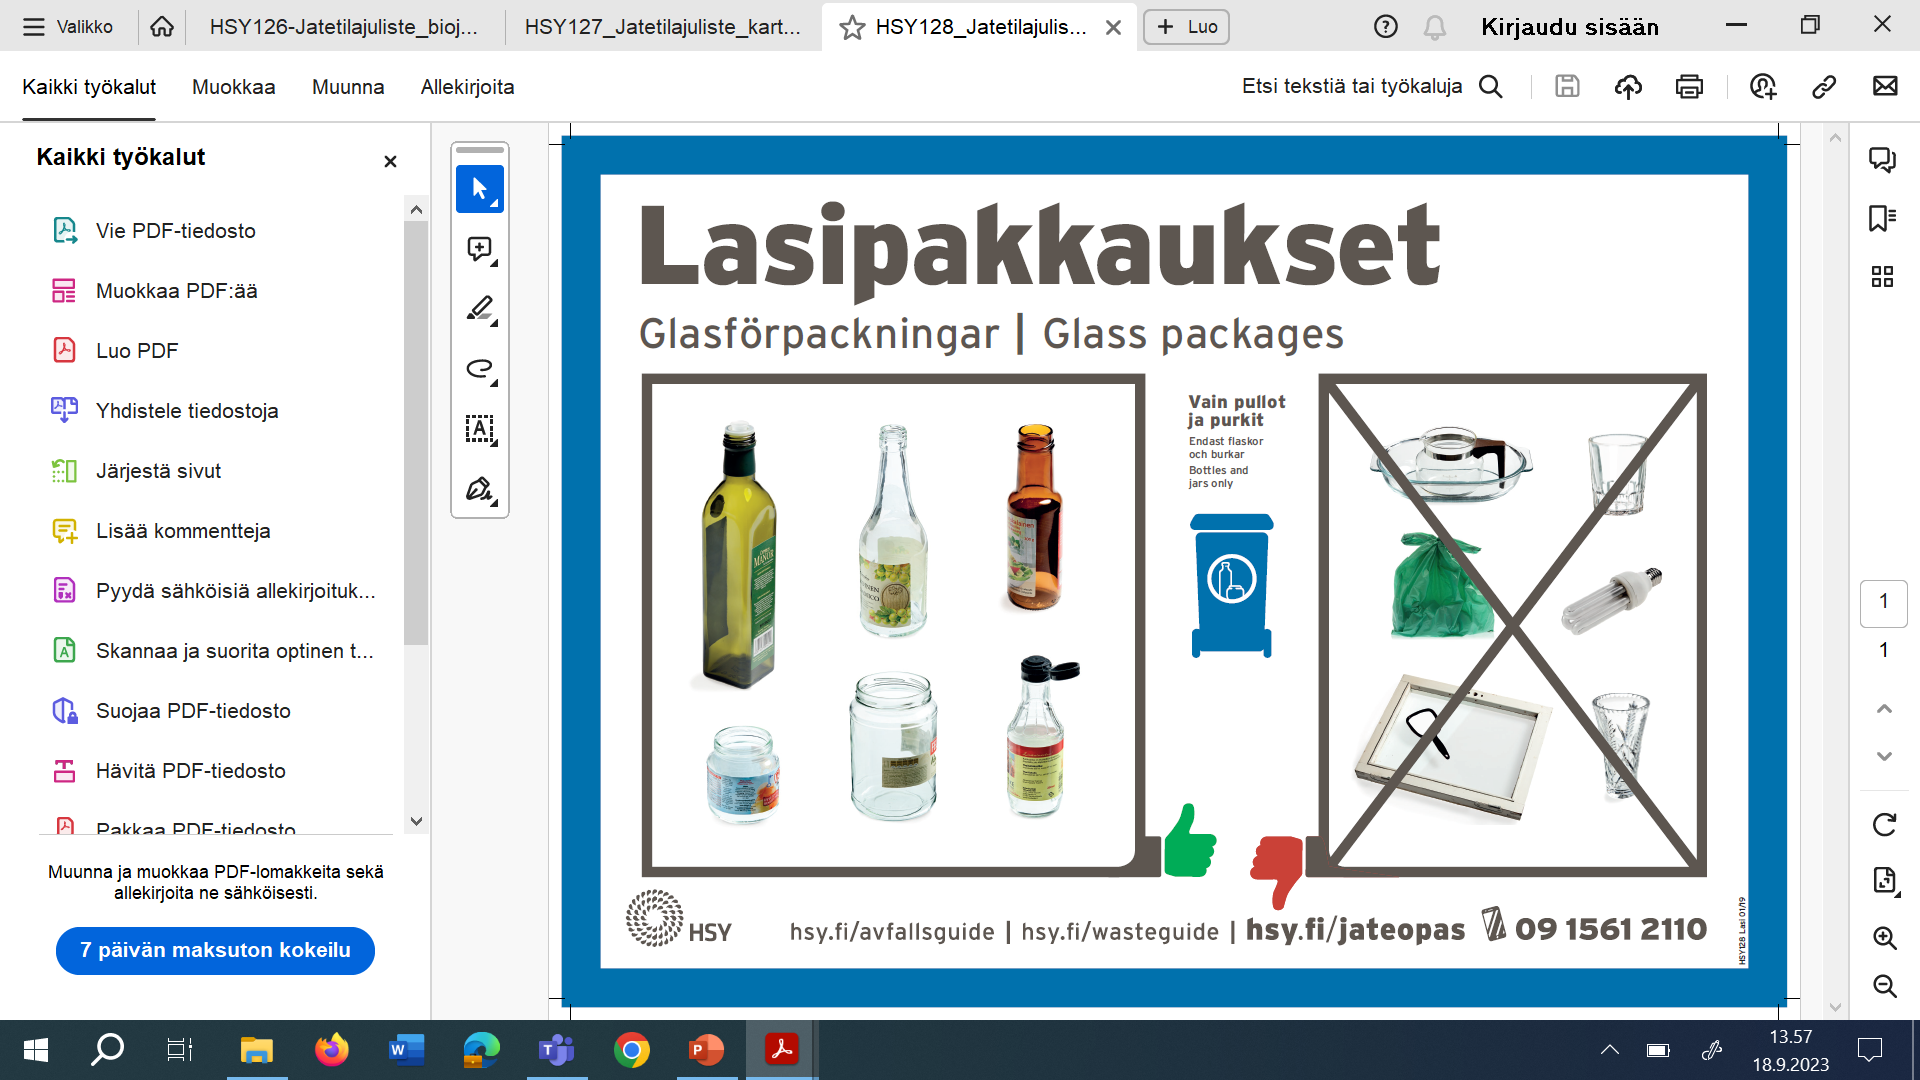 Valikko
HSY126-Jatetilajuliste_bioj...
HSY127_Jatetilajuliste_kart...
HSY128_Jatetilajulis...
Luo
Kirjaudu sisään
Kaikki työkalut
Muokkaa
Muunna
Allekirjoita
Etsi tekstiä tai työkaluja
Kaikki työkalut
Vie PDF-tiedosto
Muokkaa PDF:ää
Luo PDF
Yhdistele tiedostoja
Järjestä sivut
Lisää kommentteja
Pyydä sähköisiä allekirjoituk...
Skannaa ja suorita optinen t...
Suojaa PDF-tiedosto
Hävitä PDF-tiedosto
Pakkaa PDF-tiedosto
Muunna ja muokkaa PDF-lomakkeita sekä
allekirjoita ne sähköisesti.
7 päivän maksuton kokeilu
Lasipakkaukset
Glasförpackningar | Glass packages
Vain pullot
ja purkit
Endast flaskor
och burkar
Bottles and
jars only
MANOR
HSY
hsy.fi/avfallsguide | hsy.fi/wasteguide | hsy.fi/jateopas 09 1561 2110
HSY128 Lasi 01/19
1
1
13.57
18.9.2023